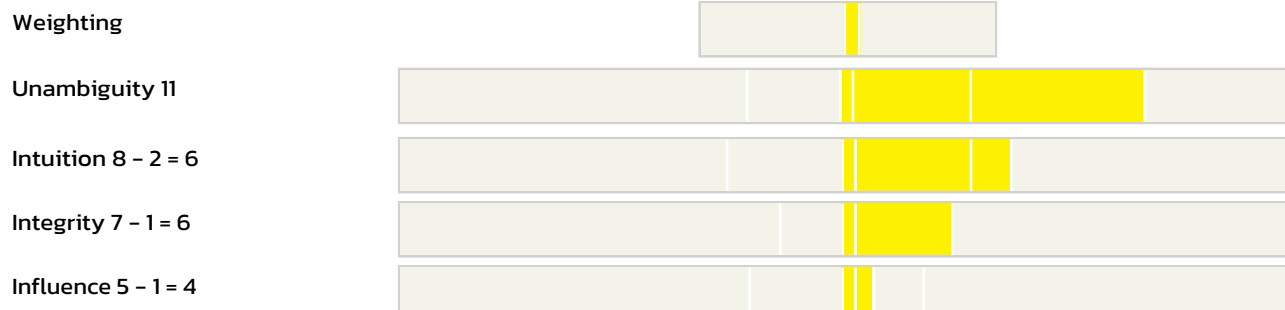 Weighting
Unambiguity 11
Intuition 8 – 2 = 6
Integrity 7 – 1 = 6
Influence 5 – 1 = 4